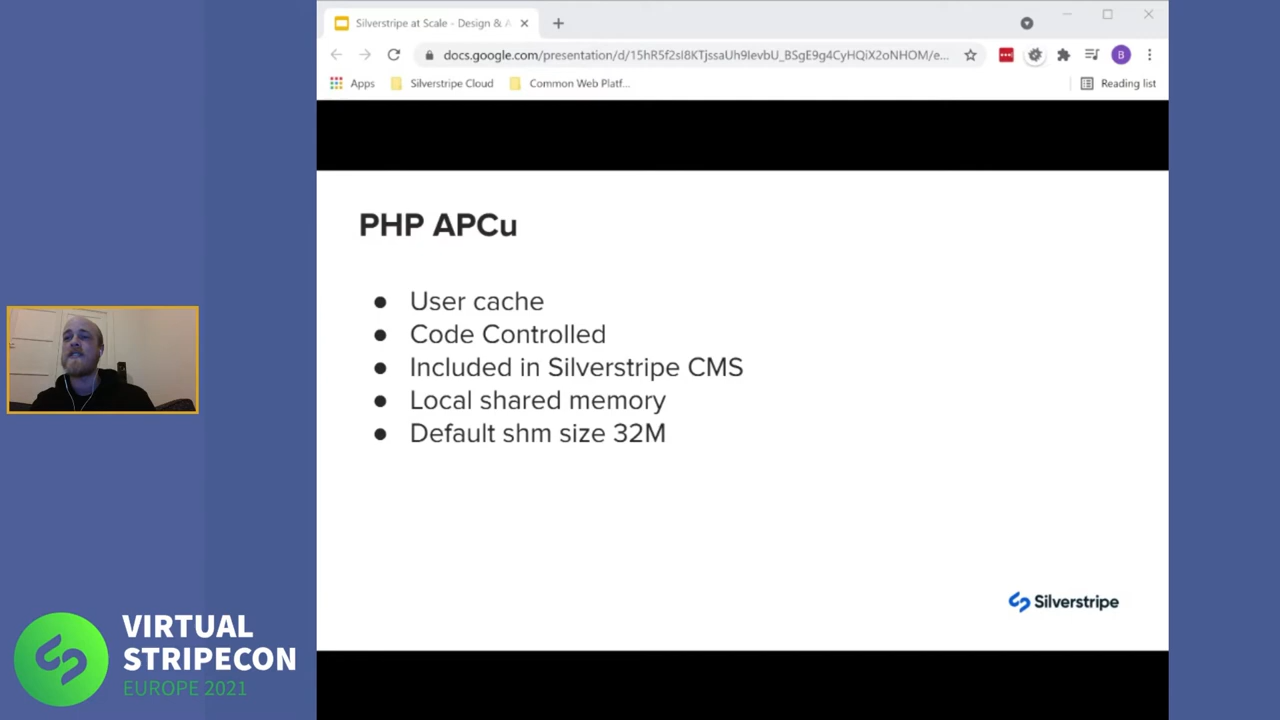 Silverstripe at Scale - Design & A
docs.google.com/presentation/d/15hR5f2sI8KTjssaUh9IevbU_BSgE9g4CyHQiX2oNHOM/e...
B
Apps
Silverstripe Cloud
Common Web Platf...
Reading list
PHP APCu
● User cache
● Code Controlled
● Included in Silverstripe CMS
● Local shared memory
● Default shm size 32M
Silverstripe
VIRTUAL
STRIPECON
EUROPE 2021